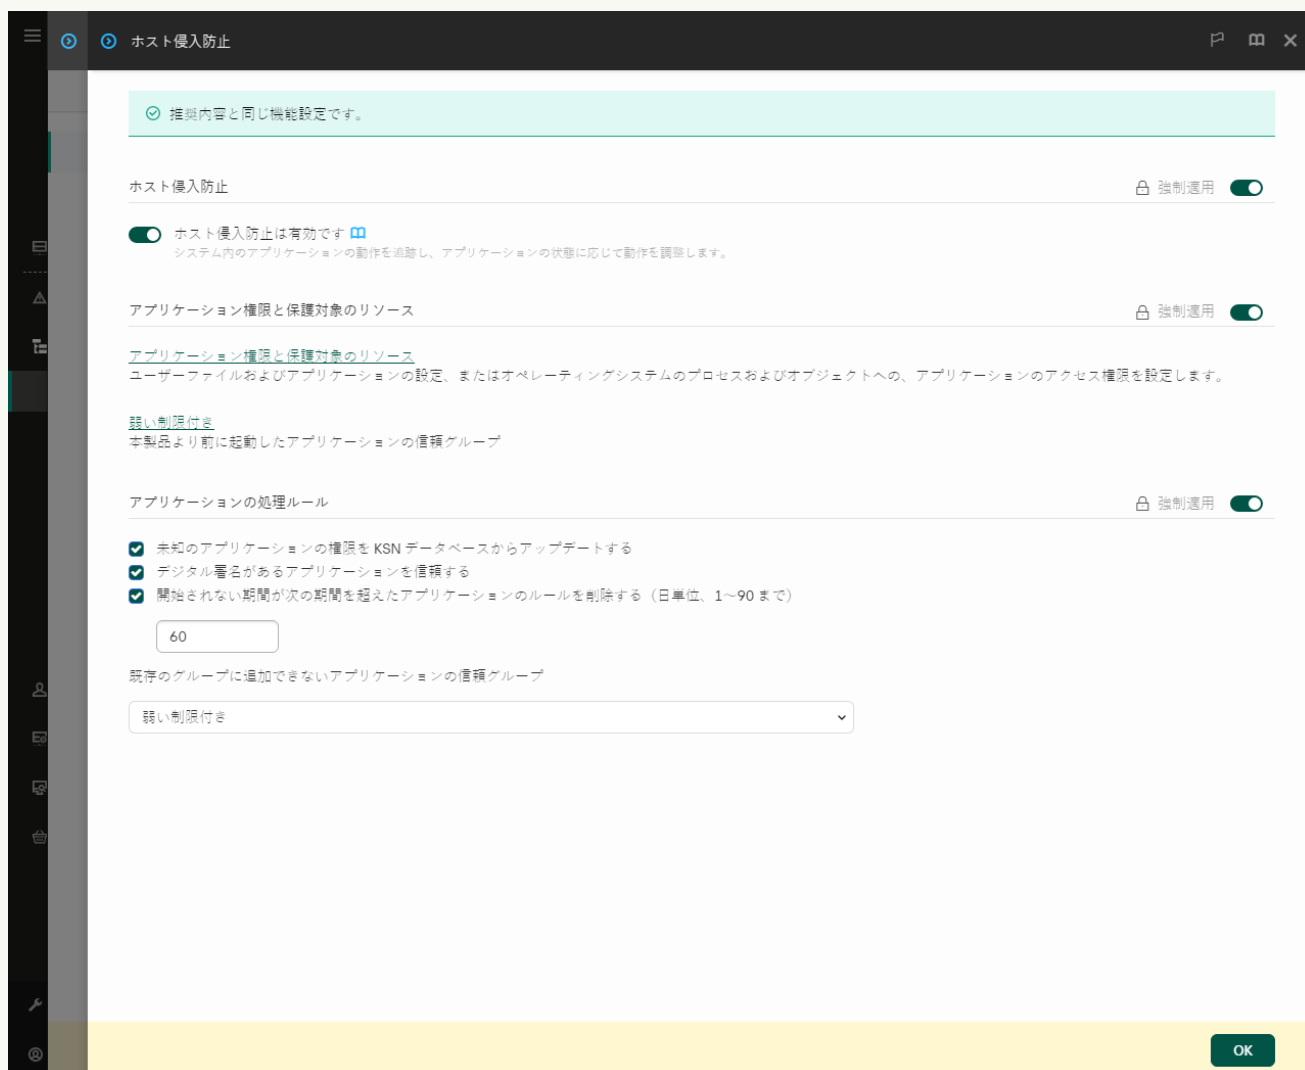 ホスト侵入防止
推奨内容と同じ機能設定です。
ホスト侵入防止
強制適用
ホスト侵入防止は有効です
システム内のアプリケーションの動作を追跡し、アプリケーションの状態に応じて動作を調整します。
アプリケーション権限と保護対象のリソース
強制適用
アプリケーション権限と保護対象のリソース
ユーザーファイルおよびアプリケーションの設定、またはオペレーティングシステムのプロセスおよびオブジェクトへの、アプリケーションのアクセス権限を設定します。
弱い制限付き
本製品より前に起動したアプリケーションの信頼グループ
アプリケーションの処理ルール
強制適用
未知のアプリケーションの権限を KSN データベースからアップデートする
デジタル署名があるアプリケーションを信頼する
開始されない期間が次の期間を超えたアプリケーションのルールを削除する（日単位、1～90 まで）
60
既存のグループに追加できないアプリケーションの信頼グループ
弱い制限付き
OK